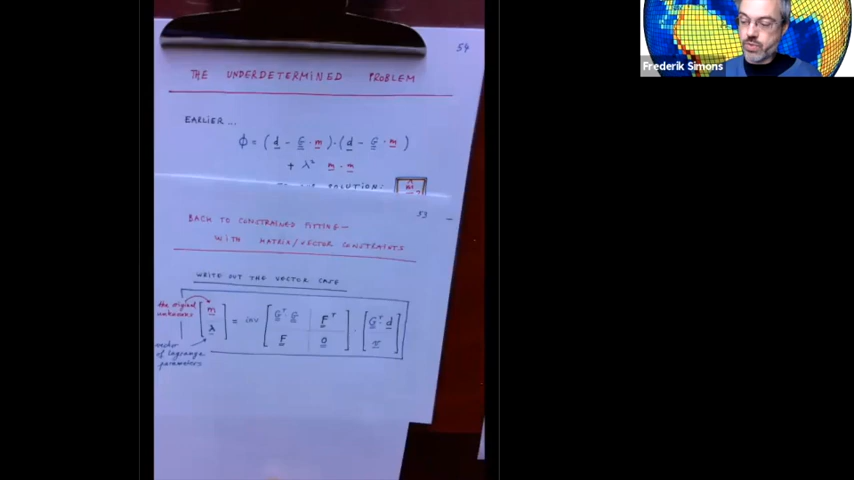 54
THE UNDERDETERMINED PROBLEM
EARLIER ...
ϕ = (d - G · m) · (d - G · m)
+ λ² m · m
SOLUTION: m̂
53
BACK TO CONSTRAINED FITTING -
WITH MATRIX/VECTOR CONSTRAINTS
WRITE OUT THE VECTOR CASE
the original
unknowns
[m λ] = inv [Gᵀ · G Fᵀ F 0] · [Gᵀ · d]
vector
of lagrange
parameters
Frederik Simons